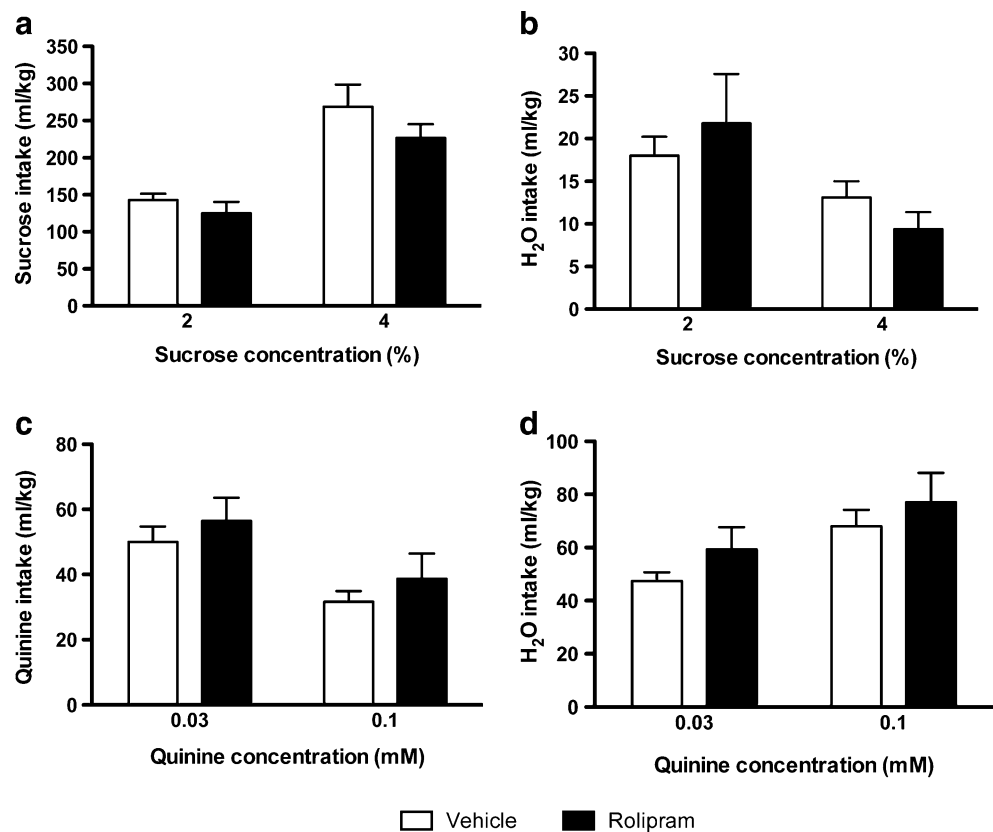 a
Sucrose intake (ml/kg)
350
300
250
200
150
100
50
0
2
4
Sucrose concentration (%)
b
H₂O intake (ml/kg)
30
25
20
15
10
5
0
2
4
Sucrose concentration (%)
c
Quinine intake (ml/kg)
80
60
40
20
0
0.03
0.1
Quinine concentration (mM)
d
H₂O intake (ml/kg)
100
80
60
40
20
0
0.03
0.1
Quinine concentration (mM)
Vehicle
Rolipram